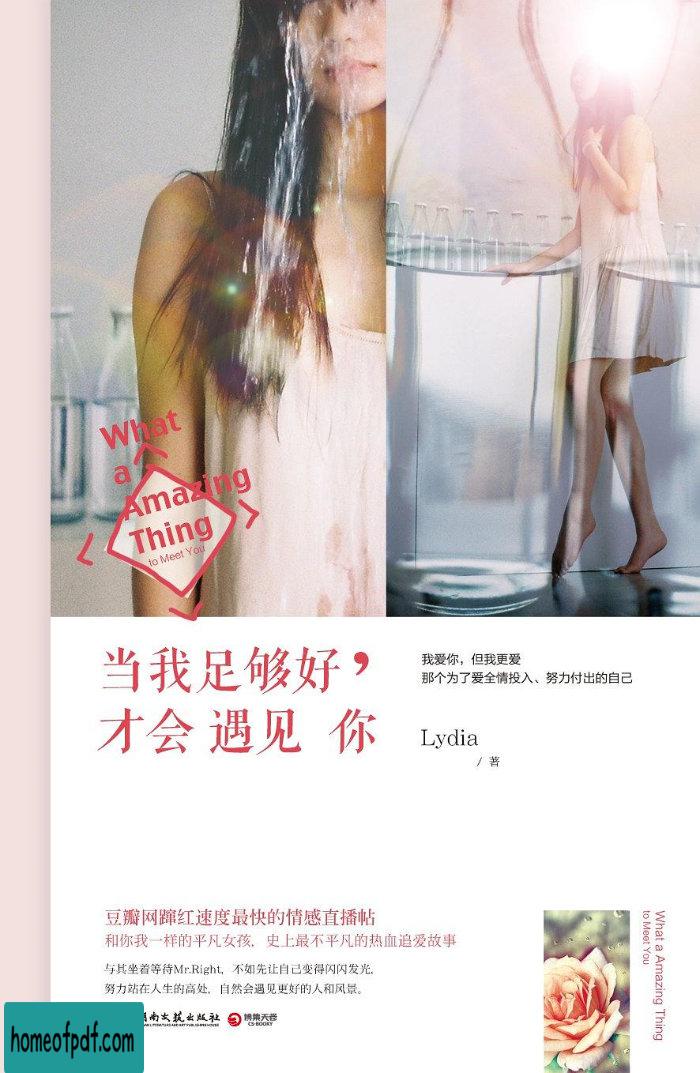 What
a
Amazing
Thing
to Meet You
当我足够好，
才会遇见 你
我爱你，但我更爱
那个为了爱全情投入、努力付出的自己
Lydia
/ 著
豆瓣网蹿红速度最快的情感直播帖
和你我一样的平凡女孩，史上最不平凡的热血追爱故事
与其坐着等待Mr.Right，不如先让自己变得闪闪发光，
努力站在人生的高处，自然会遇见更好的人和风景。
What a Amazing Thing
to Meet You
南文艺出版社
博集天卷
CS-BOOKY
homeofpdf.com